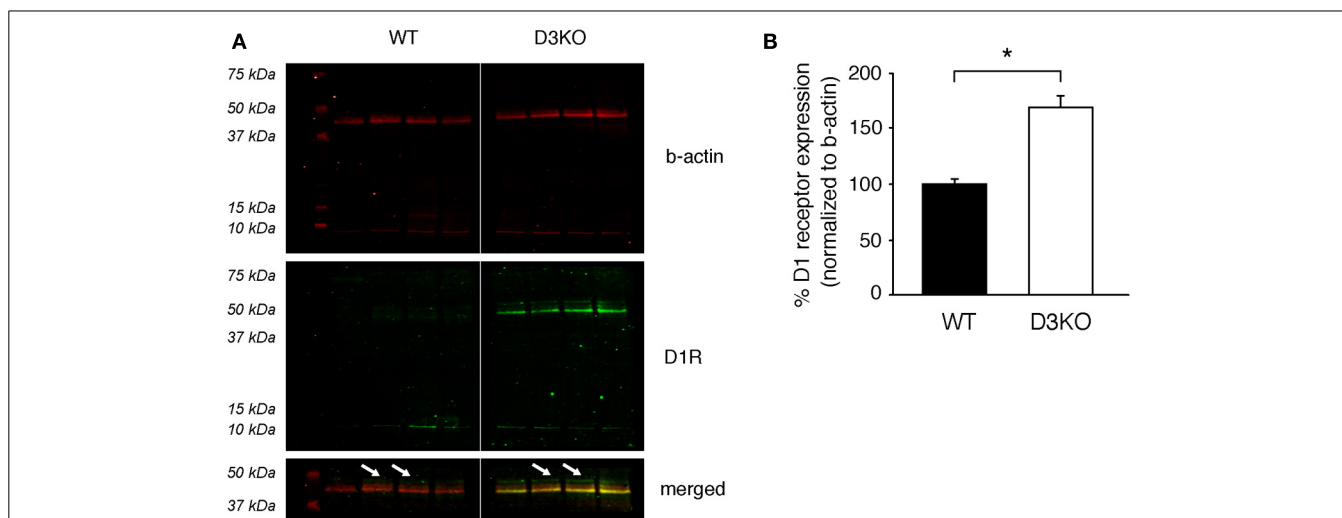 A
WT
D3KO
75 kDa
50 kDa
37 kDa
15 kDa
10 kDa
b-actin
75 kDa
50 kDa
37 kDa
15 kDa
10 kDa
D1R
50 kDa
37 kDa
merged
B
*
% D1 receptor expression
(normalized to b-actin)
200
150
100
50
0
WT
D3KO